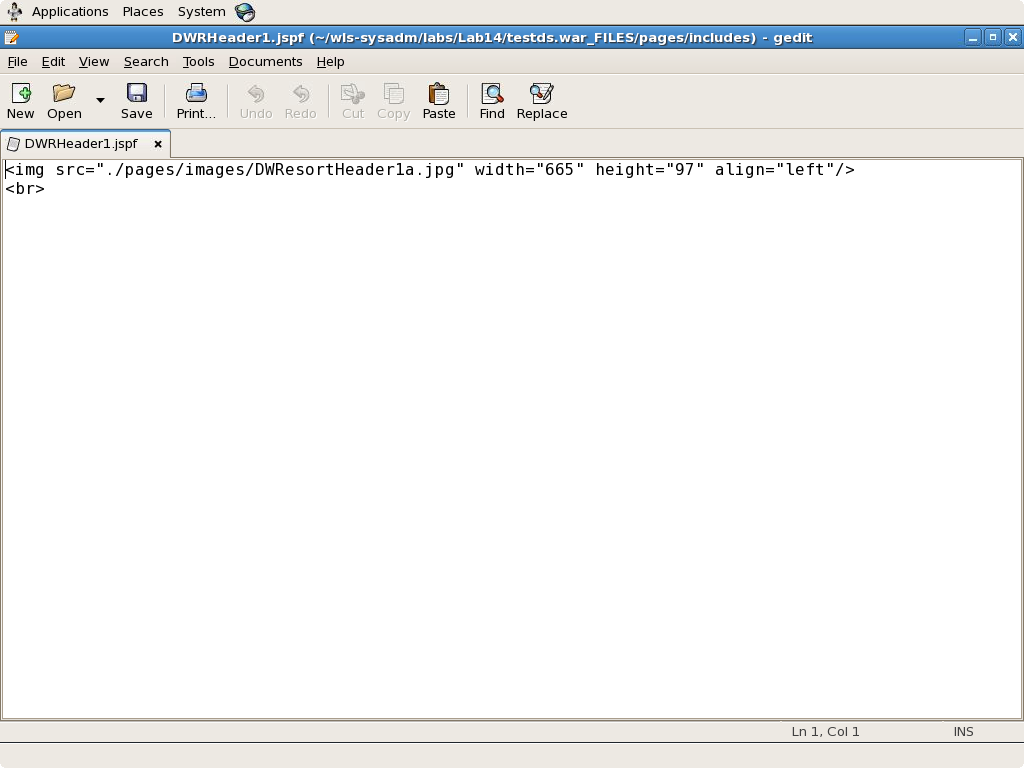 Applications Places System
DWRHeader1.jspf (~/wls-sysadm/labs/Lab14/testds.war_FILES/pages/includes) - gedit
File Edit View Search Tools Documents Help
New Open Save Print... Undo Redo Cut Copy Paste Find Replace
DWRHeader1.jspf
<img src="./pages/images/DWResortHeader1a.jpg" width="665" height="97" align="left"/>
<br>
Ln 1, Col 1 INS